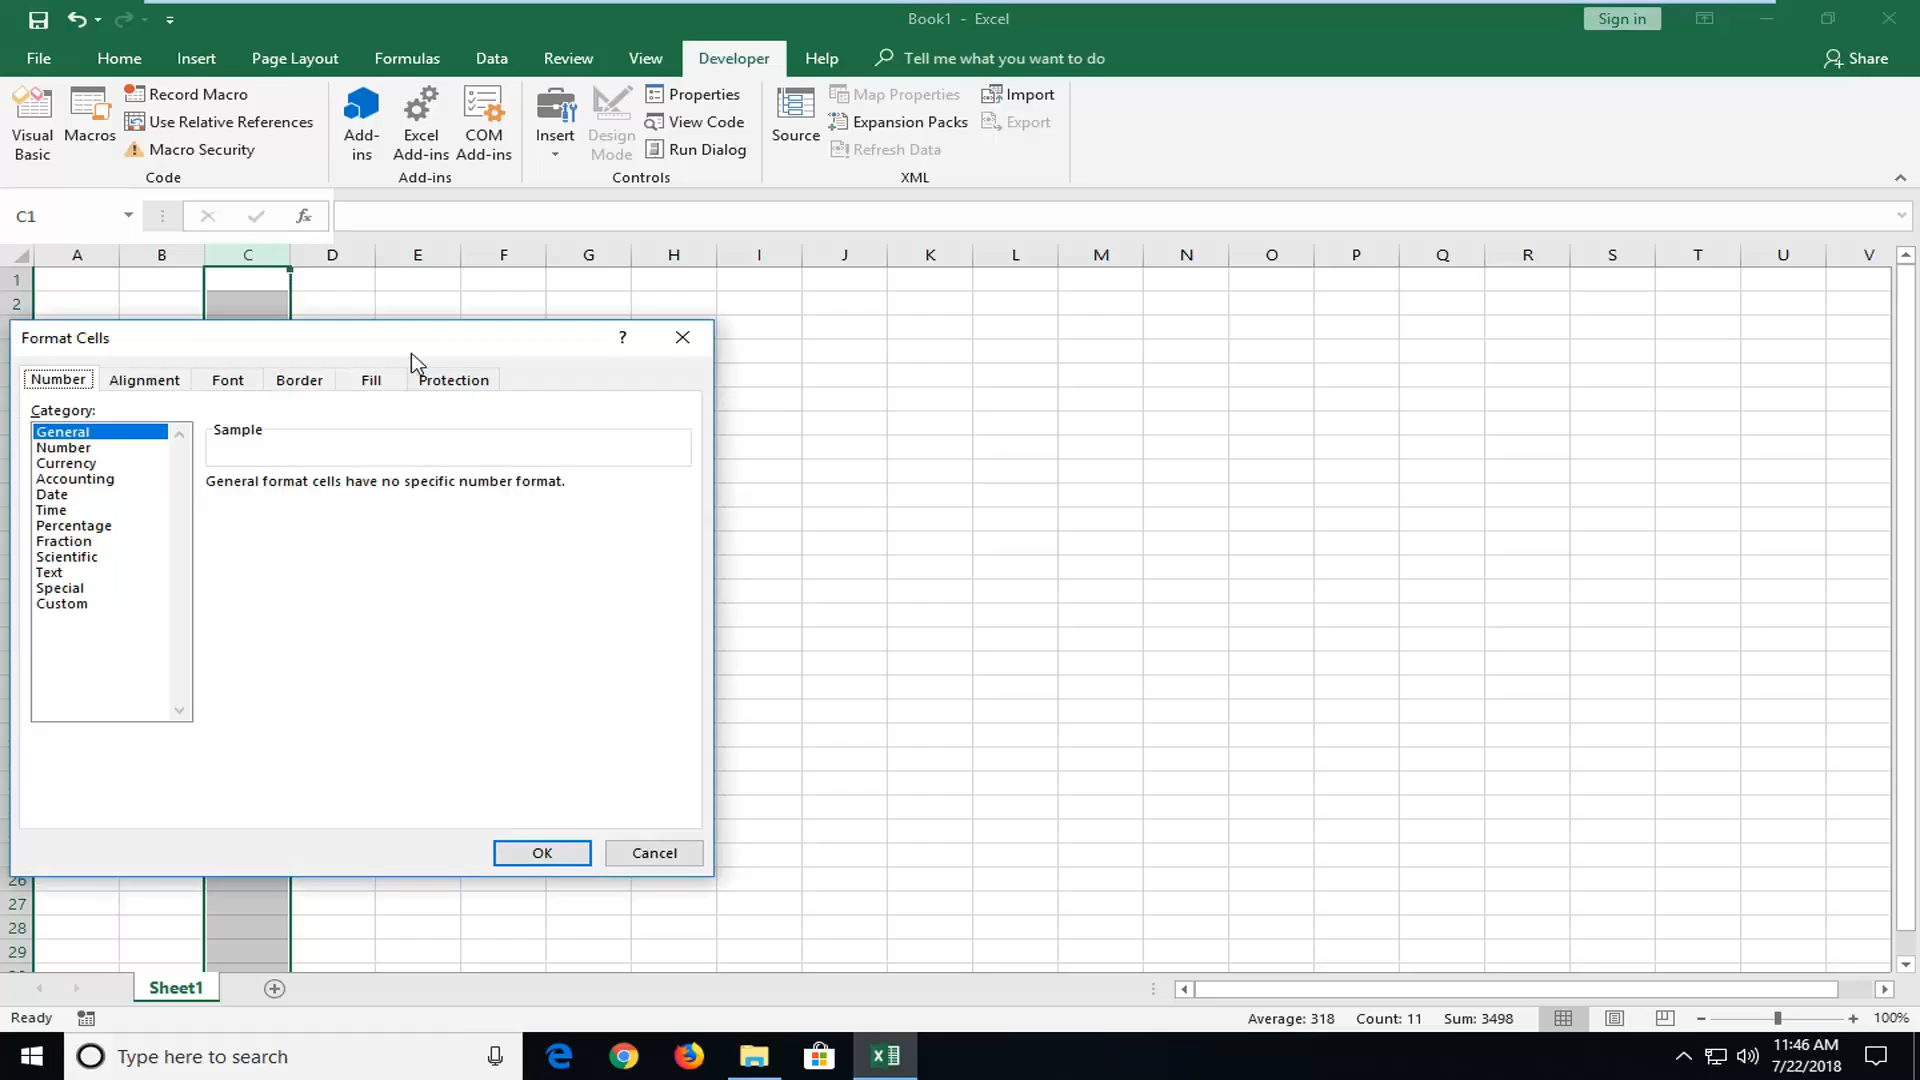 Book1 - Excel
Sign in
File Home Insert Page Layout Formulas Data Review View Developer Help Tell me what you want to do Share
Visual Basic
Macros
Record Macro
Use Relative References
Macro Security
Code
Add-ins
Excel Add-ins
COM Add-ins
Add-ins
Insert
Design Mode
Properties
View Code
Run Dialog
Controls
Source
Map Properties
Expansion Packs
Refresh Data
Import
Export
XML
C1
fx
A B C D E F G H I J K L M N O P Q R S T U V
1
2
Format Cells ?
Number Alignment Font Border Fill Protection
Category:
General
Number
Currency
Accounting
Date
Time
Percentage
Fraction
Scientific
Text
Special
Custom
Sample
General format cells have no specific number format.
OK Cancel
26
27
28
29
Sheet1
Ready
Average: 318 Count: 11 Sum: 3498
100%
Type here to search
11:46 AM
7/22/2018